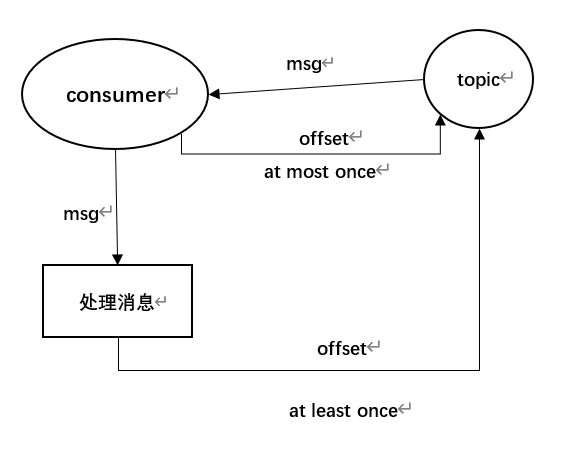 msg
consumer
topic
offset
at most once
msg
处理消息
offset
at least once